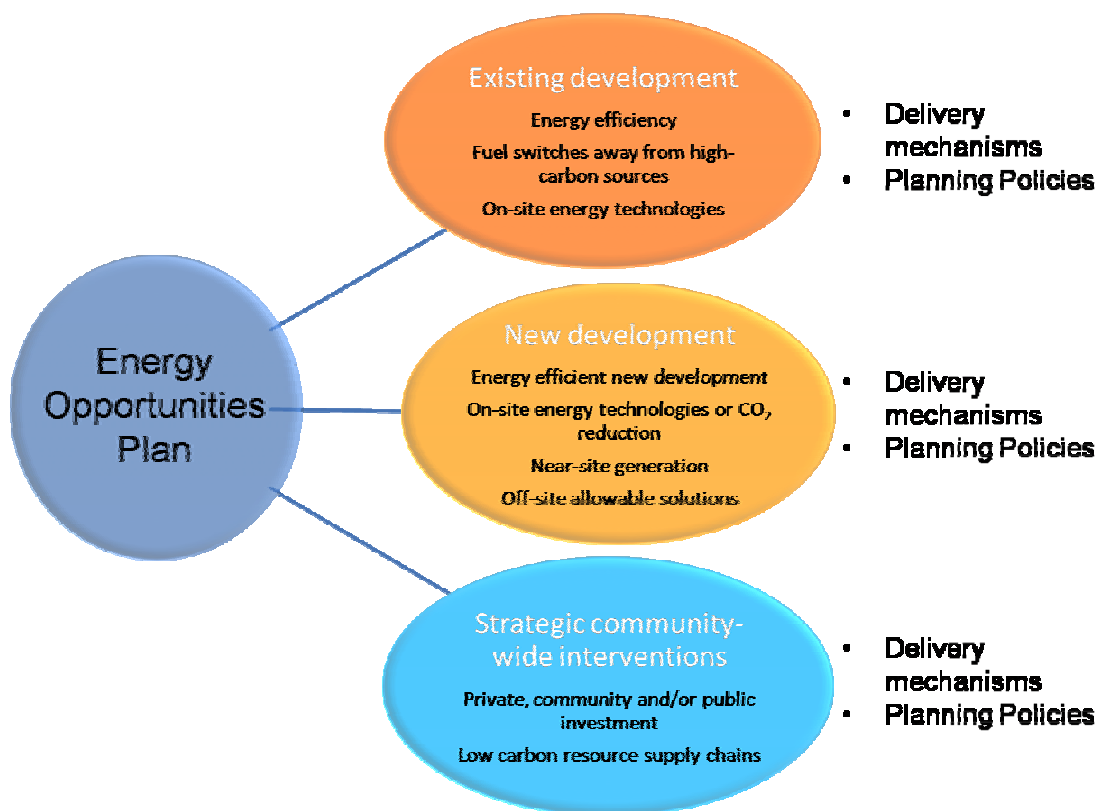 Existing development
Energy efficiency
Fuel switches away from high-
carbon sources
On-site energy technologies
• Delivery
mechanisms
• Planning Policies
Energy
Opportunities
Plan
New development
Energy efficient new development
On-site energy technologies or CO₂
reduction
Near-site generation
Off-site allowable solutions
• Delivery
mechanisms
• Planning Policies
Strategic community-
wide interventions
Private, community and/or public
investment
Low carbon resource supply chains
• Delivery
mechanisms
• Planning Policies